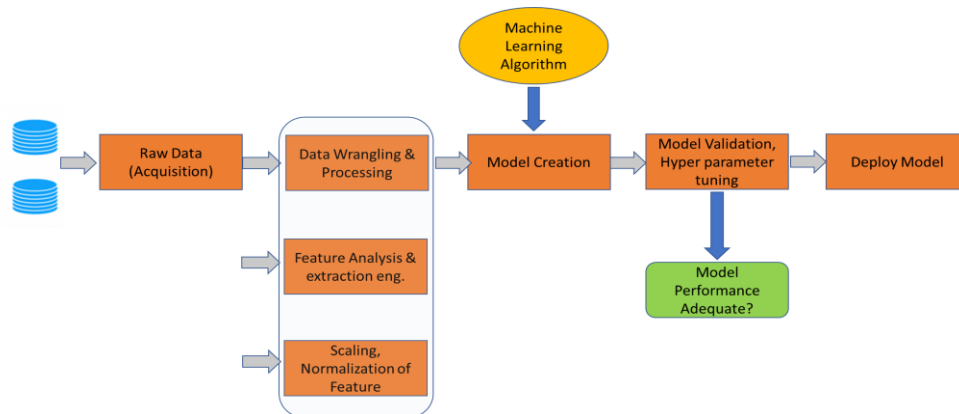 Machine
Learning
Algorithm
Raw Data
(Acquisition)
Data Wrangling &
Processing
Model Creation
Model Validation,
Hyper parameter
tuning
Deploy Model
Feature Analysis &
extraction eng.
Model
Performance
Adequate?
Scaling,
Normalization of
Feature